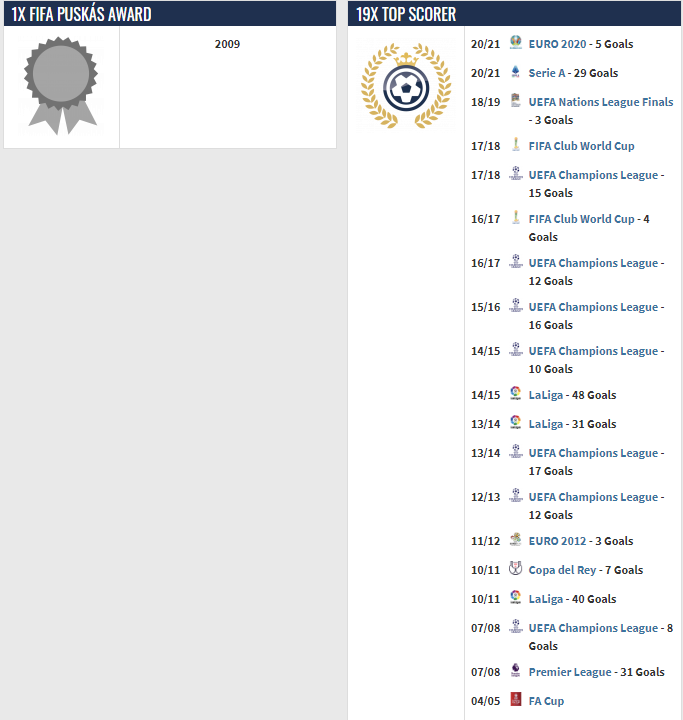 1X FIFA PUSKÁS AWARD
2009
19X TOP SCORER
20/21 EURO 2020 - 5 Goals
20/21 Serie A - 29 Goals
18/19 UEFA Nations League Finals
- 3 Goals
17/18 FIFA Club World Cup
17/18 UEFA Champions League -
15 Goals
16/17 FIFA Club World Cup - 4
Goals
16/17 UEFA Champions League -
12 Goals
15/16 UEFA Champions League -
16 Goals
14/15 UEFA Champions League -
10 Goals
14/15 LaLiga - 48 Goals
13/14 LaLiga - 31 Goals
13/14 UEFA Champions League -
17 Goals
12/13 UEFA Champions League -
12 Goals
11/12 EURO 2012 - 3 Goals
10/11 Copa del Rey - 7 Goals
10/11 LaLiga - 40 Goals
07/08 UEFA Champions League - 8
Goals
07/08 Premier League - 31 Goals
04/05 FA Cup